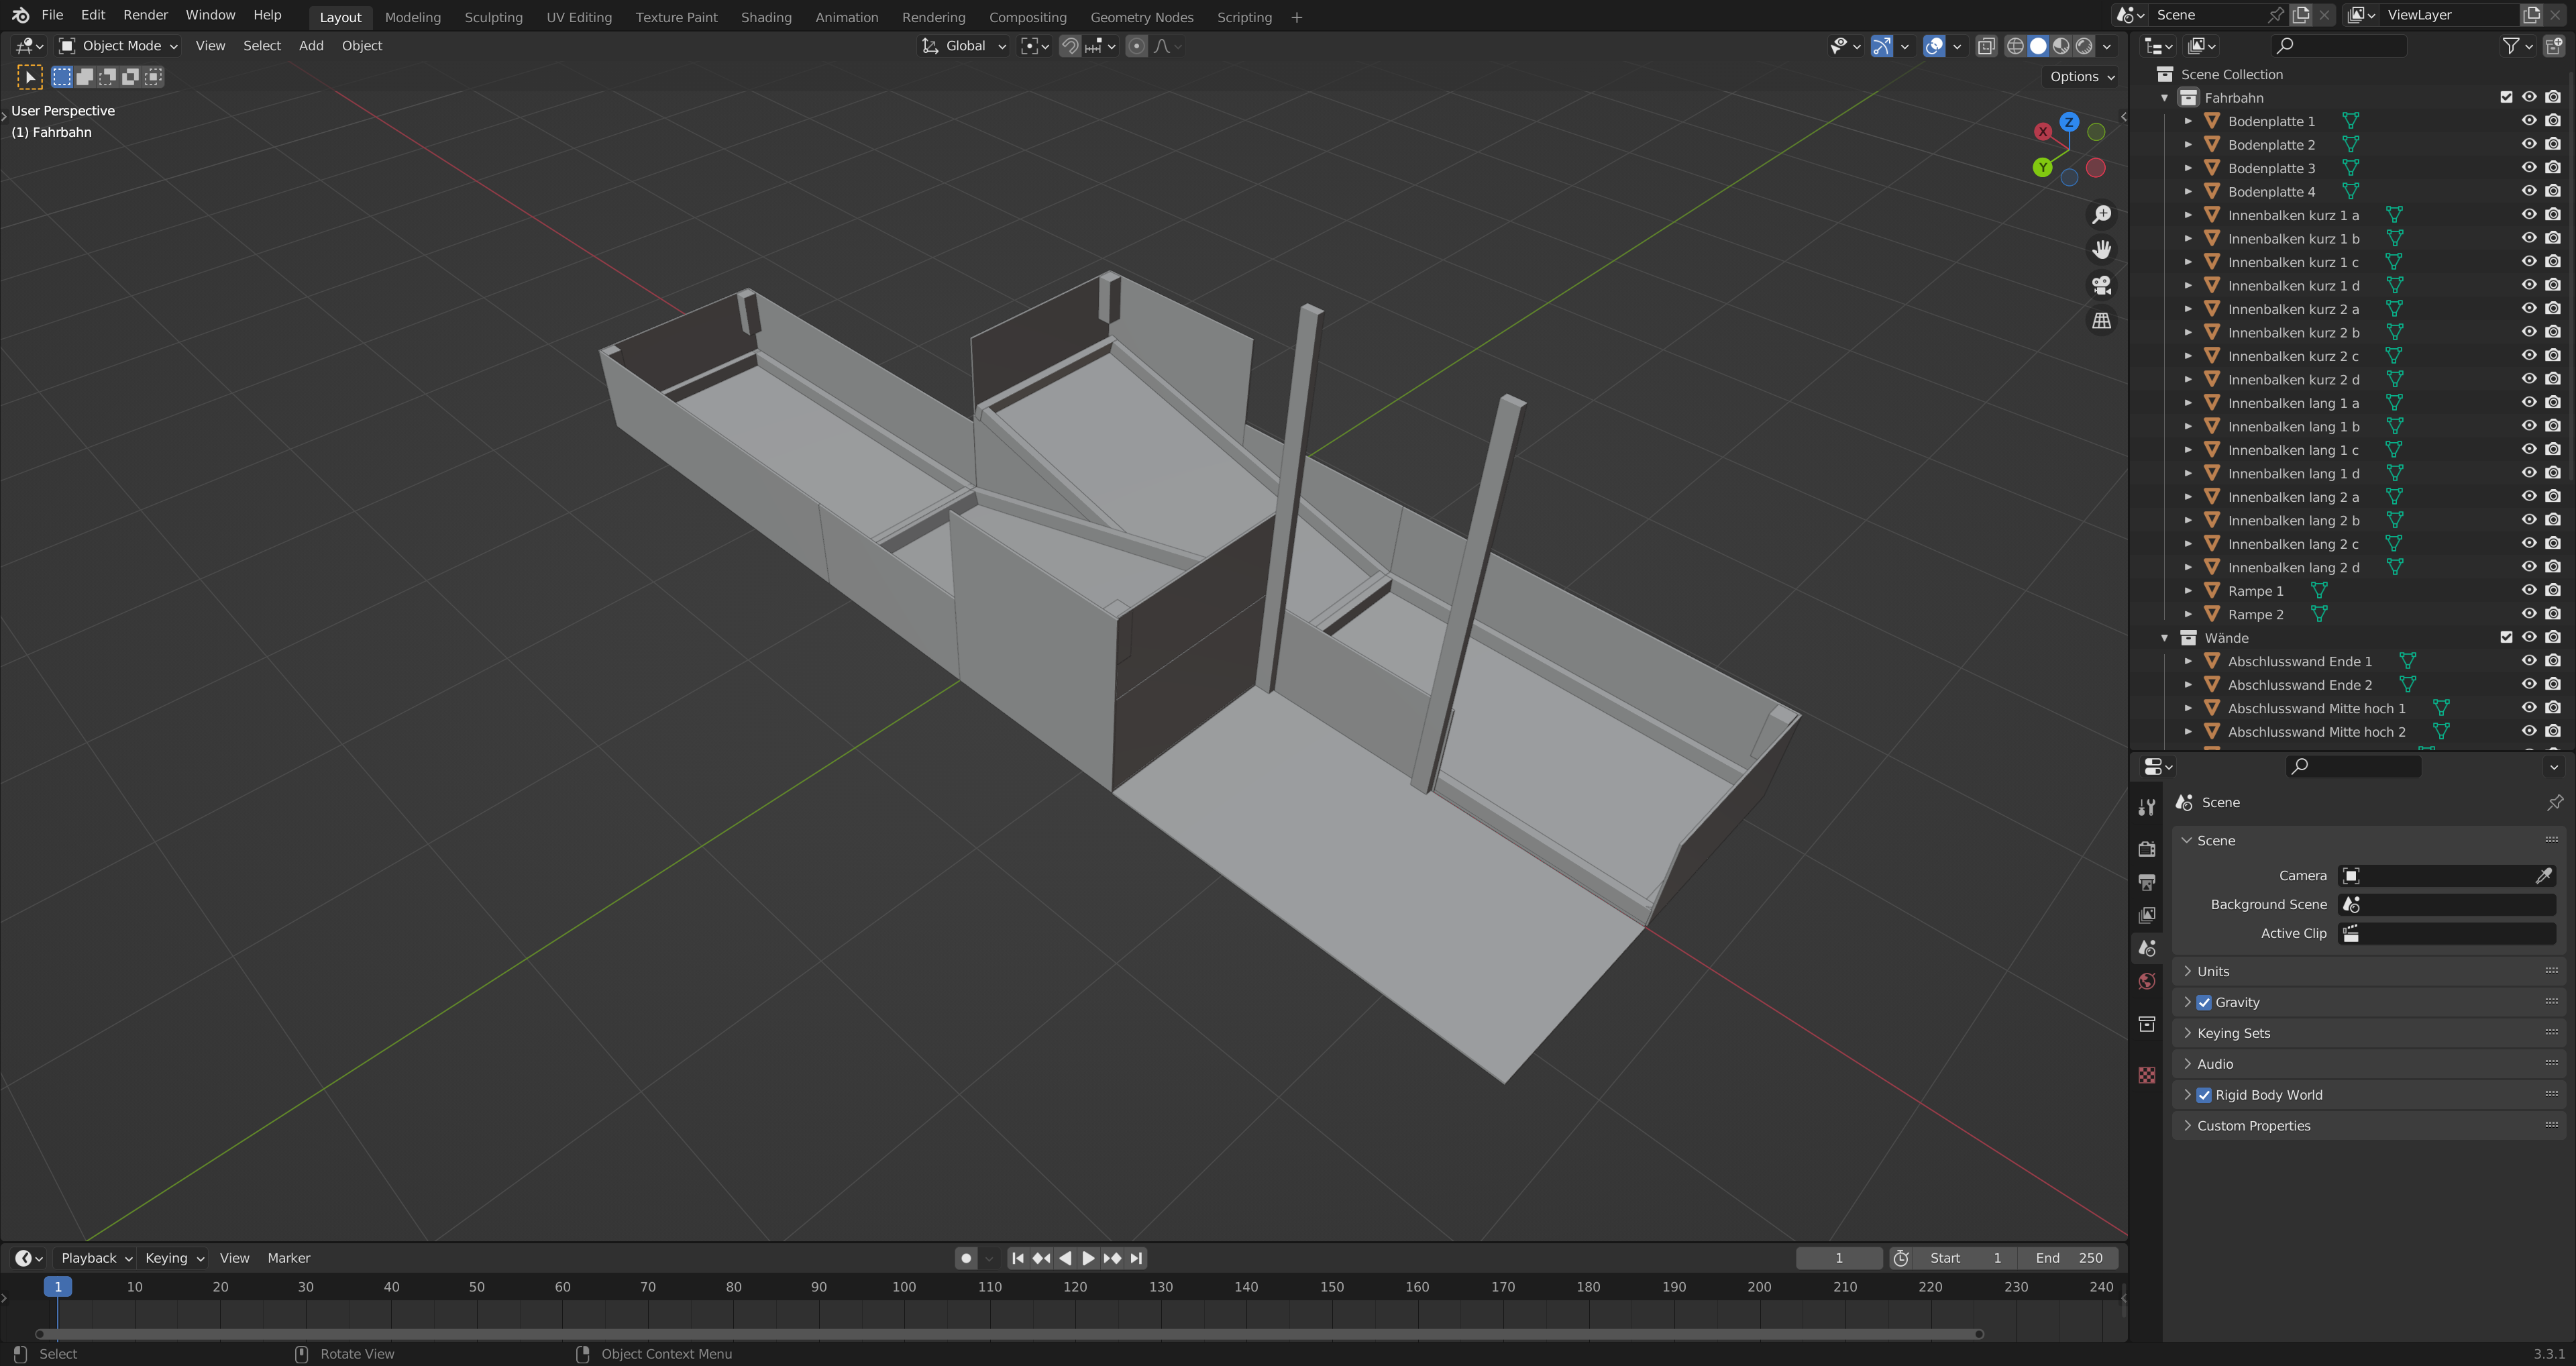 File Edit Render Window Help Layout Modeling Sculpting UV Editing Texture Paint Shading Animation Rendering Compositing Geometry Nodes Scripting + Scene ViewLayer
Object Mode View Select Add Object Global
Options
User Perspective
(1) Fahrbahn
X Z Y
Scene Collection
Fahrbahn
Bodenplatte 1
Bodenplatte 2
Bodenplatte 3
Bodenplatte 4
Innenbalken kurz 1 a
Innenbalken kurz 1 b
Innenbalken kurz 1 c
Innenbalken kurz 1 d
Innenbalken kurz 2 a
Innenbalken kurz 2 b
Innenbalken kurz 2 c
Innenbalken kurz 2 d
Innenbalken lang 1 a
Innenbalken lang 1 b
Innenbalken lang 1 c
Innenbalken lang 1 d
Innenbalken lang 2 a
Innenbalken lang 2 b
Innenbalken lang 2 c
Innenbalken lang 2 d
Rampe 1
Rampe 2
Wände
Abschlusswand Ende 1
Abschlusswand Ende 2
Abschlusswand Mitte hoch 1
Abschlusswand Mitte hoch 2
Scene
Scene
Camera
Background Scene
Active Clip
Units
Gravity
Keying Sets
Audio
Rigid Body World
Custom Properties
Playback Keying View Marker 1 Start 1 End 250
1 10 20 30 40 50 60 70 80 90 100 110 120 130 140 150 160 170 180 190 200 210 220 230 240
Select Rotate View Object Context Menu 3.3.1